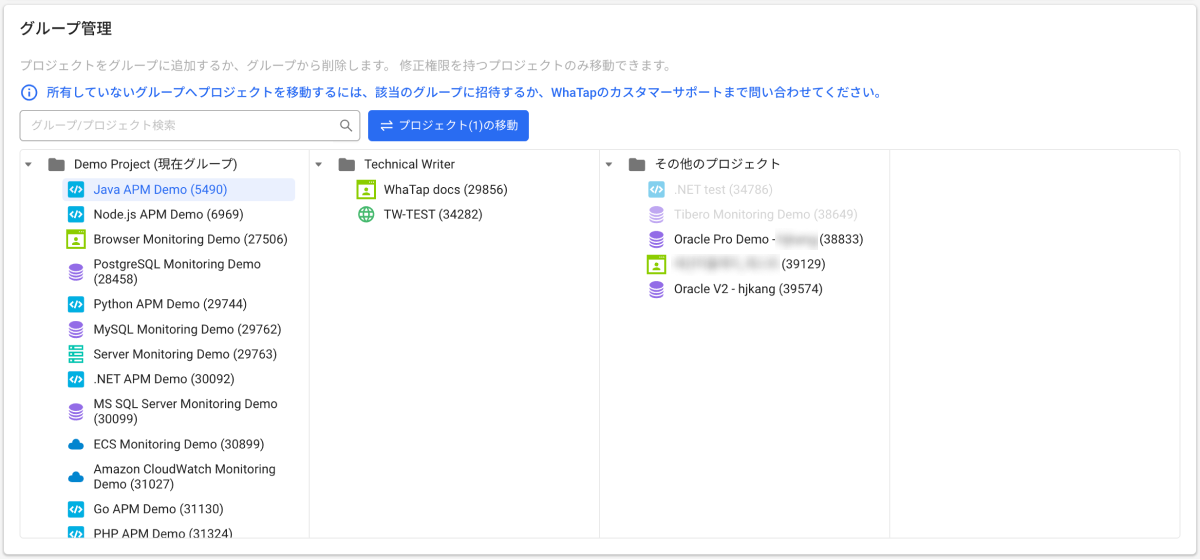 グループ管理
プロジェクトをグループに追加するか、グループから削除します。 修正権限を持つプロジェクトのみ移動できます。
所有していないグループへプロジェクトを移動するには、該当のグループに招待するか、WhaTapのカスタマーサポートまで問い合わせてください。
グループ/プロジェクト検索
プロジェクト(1)の移動
Demo Project (現在グループ)
Java APM Demo (5490)
Node.js APM Demo (6969)
Browser Monitoring Demo (27506)
PostgreSQL Monitoring Demo
(28458)
Python APM Demo (29744)
MySQL Monitoring Demo (29762)
Server Monitoring Demo (29763)
.NET APM Demo (30092)
MS SQL Server Monitoring Demo
(30099)
ECS Monitoring Demo (30899)
Amazon CloudWatch Monitoring
Demo (31027)
Go APM Demo (31130)
PHP APM Demo (31324)
Technical Writer
WhaTap docs (29856)
TW-TEST (34282)
その他のプロジェクト
.NET test (34786)
Tibero Monitoring Demo (38649)
Oracle Pro Demo - (38833)
(39129)
Oracle V2 - hjkang (39574)